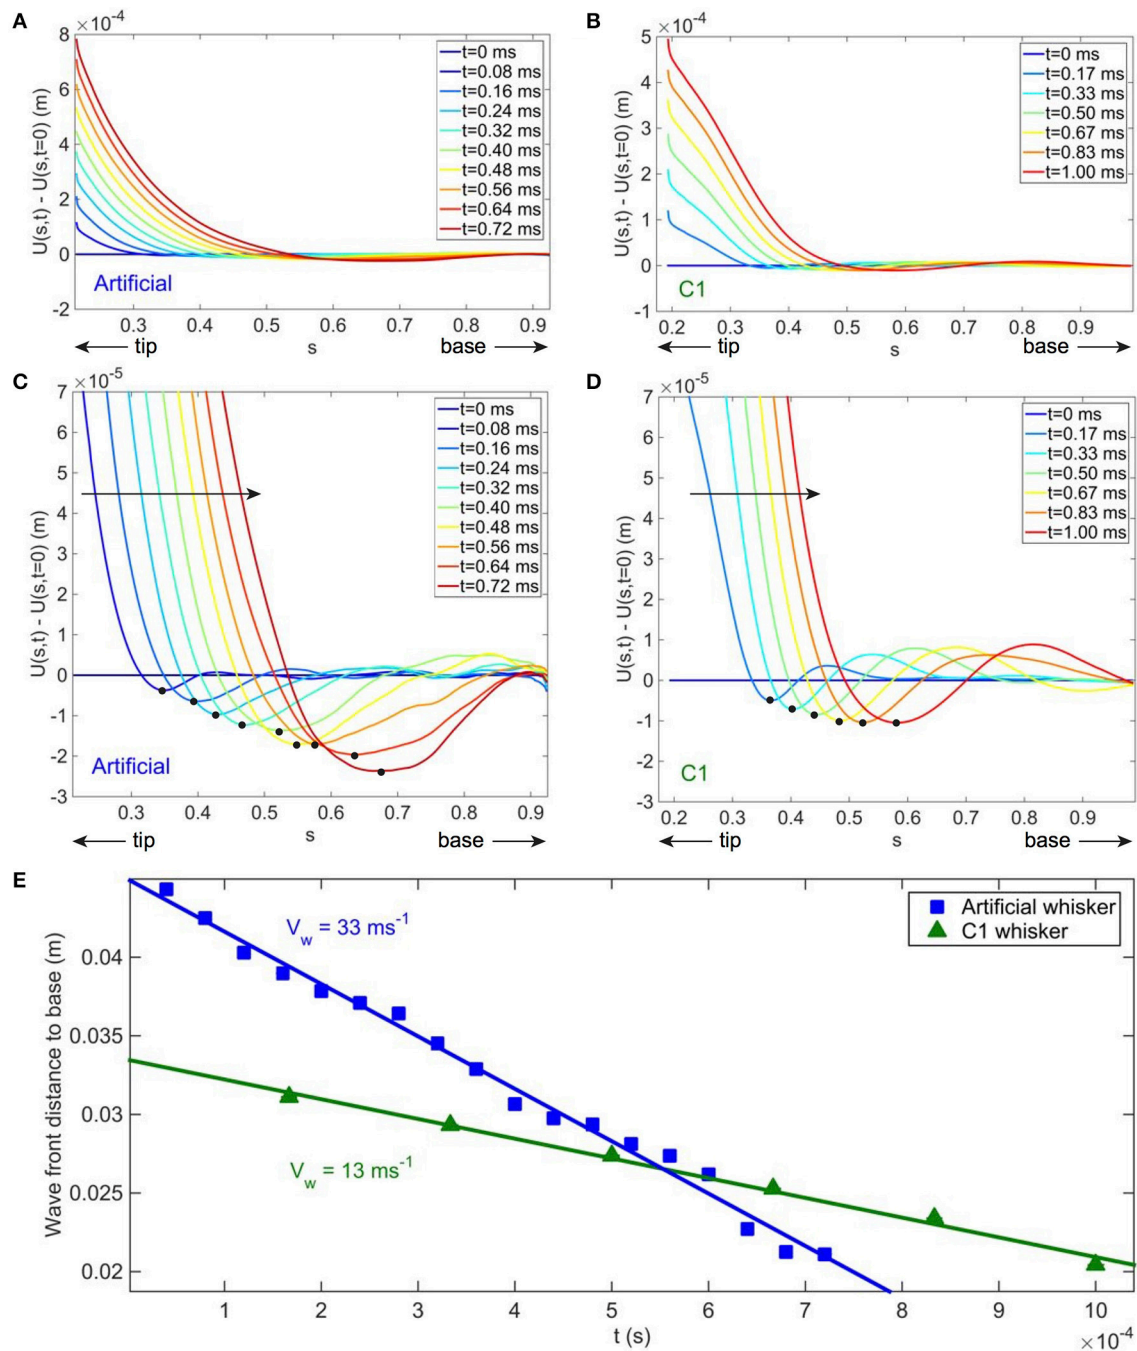 A
×10⁻⁴
8
6
4
2
0
-2
U(s,t) - U(s,t=0) (m)
t=0 ms
t=0.08 ms
t=0.16 ms
t=0.24 ms
t=0.32 ms
t=0.40 ms
t=0.48 ms
t=0.56 ms
t=0.64 ms
t=0.72 ms
Artificial
0.3 0.4 0.5 0.6 0.7 0.8 0.9
tip s base
B
×10⁻⁴
5
4
3
2
1
0
-1
U(s,t) - U(s,t=0) (m)
t=0 ms
t=0.17 ms
t=0.33 ms
t=0.50 ms
t=0.67 ms
t=0.83 ms
t=1.00 ms
C1
0.2 0.3 0.4 0.5 0.6 0.7 0.8 0.9
tip s base
C
×10⁻⁵
7
6
5
4
3
2
1
0
-1
-2
-3
U(s,t) - U(s,t=0) (m)
t=0 ms
t=0.08 ms
t=0.16 ms
t=0.24 ms
t=0.32 ms
t=0.40 ms
t=0.48 ms
t=0.56 ms
t=0.64 ms
t=0.72 ms
Artificial
0.3 0.4 0.5 0.6 0.7 0.8 0.9
tip s base
D
×10⁻⁵
7
6
5
4
3
2
1
0
-1
-2
-3
U(s,t) - U(s,t=0) (m)
t=0 ms
t=0.17 ms
t=0.33 ms
t=0.50 ms
t=0.67 ms
t=0.83 ms
t=1.00 ms
C1
0.2 0.3 0.4 0.5 0.6 0.7 0.8 0.9
tip s base
E
Wave front distance to base (m)
0.04
0.035
0.03
0.025
0.02
V_w = 33 ms⁻¹
V_w = 13 ms⁻¹
Artificial whisker
C1 whisker
1 2 3 4 5 6 7 8 9 10
t (s)
×10⁻⁴